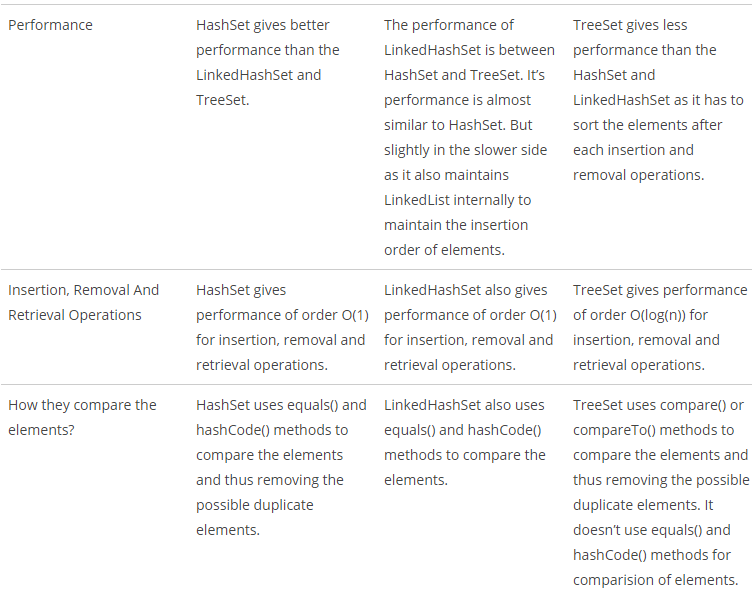 Performance
HashSet gives better
performance than the
LinkedHashSet and
TreeSet.
The performance of
LinkedHashSet is between
HashSet and TreeSet. It’s
performance is almost
similar to HashSet. But
slightly in the slower side
as it also maintains
LinkedList internally to
maintain the insertion
order of elements.
TreeSet gives less
performance than the
HashSet and
LinkedHashSet as it has to
sort the elements after
each insertion and
removal operations.
Insertion, Removal And
Retrieval Operations
HashSet gives
performance of order O(1)
for insertion, removal and
retrieval operations.
LinkedHashSet also gives
performance of order O(1)
for insertion, removal and
retrieval operations.
TreeSet gives performance
of order O(log(n)) for
insertion, removal and
retrieval operations.
How they compare the
elements?
HashSet uses equals() and
hashCode() methods to
compare the elements
and thus removing the
possible duplicate
elements.
LinkedHashSet also uses
equals() and hashCode()
methods to compare the
elements.
TreeSet uses compare() or
compareTo() methods to
compare the elements and
thus removing the possible
duplicate elements. It
doesn’t use equals() and
hashCode() methods for
comparision of elements.